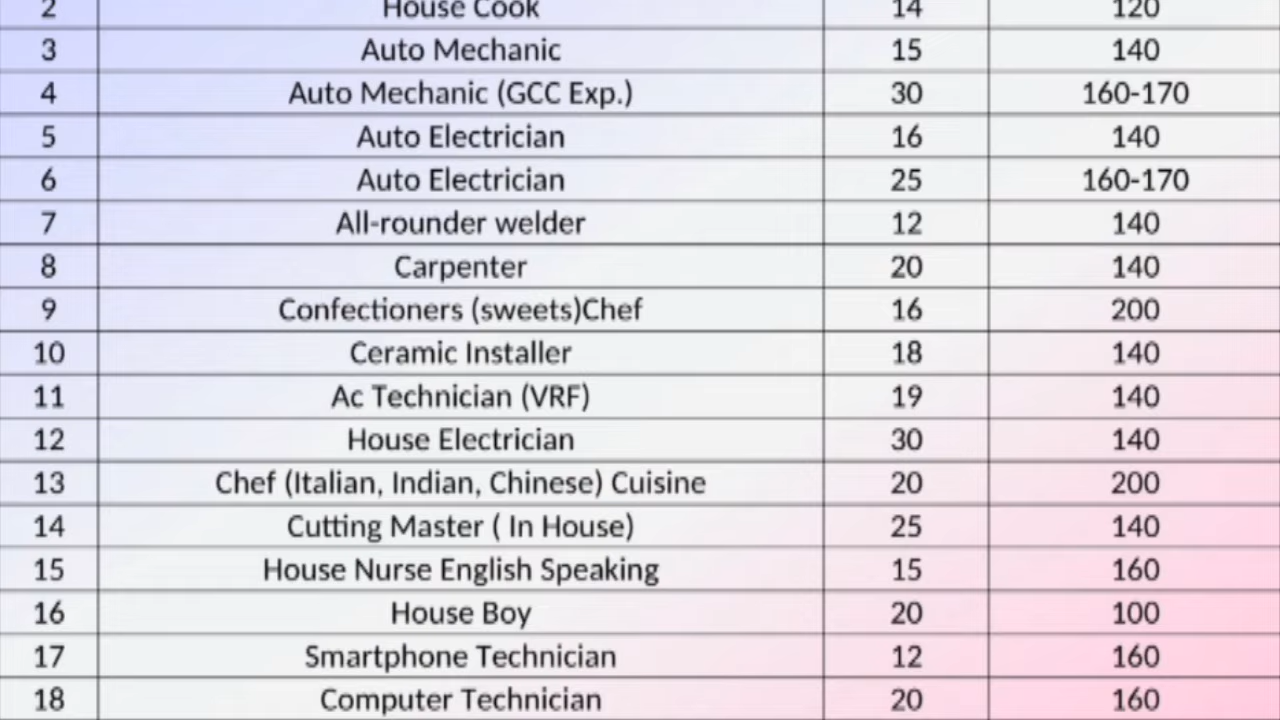 2 House Cook 14 120
3 Auto Mechanic 15 140
4 Auto Mechanic (GCC Exp.) 30 160-170
5 Auto Electrician 16 140
6 Auto Electrician 25 160-170
7 All-rounder welder 12 140
8 Carpenter 20 140
9 Confectioners (sweets)Chef 16 200
10 Ceramic Installer 18 140
11 Ac Technician (VRF) 19 140
12 House Electrician 30 140
13 Chef (Italian, Indian, Chinese) Cuisine 20 200
14 Cutting Master ( In House) 25 140
15 House Nurse English Speaking 15 160
16 House Boy 20 100
17 Smartphone Technician 12 160
18 Computer Technician 20 160